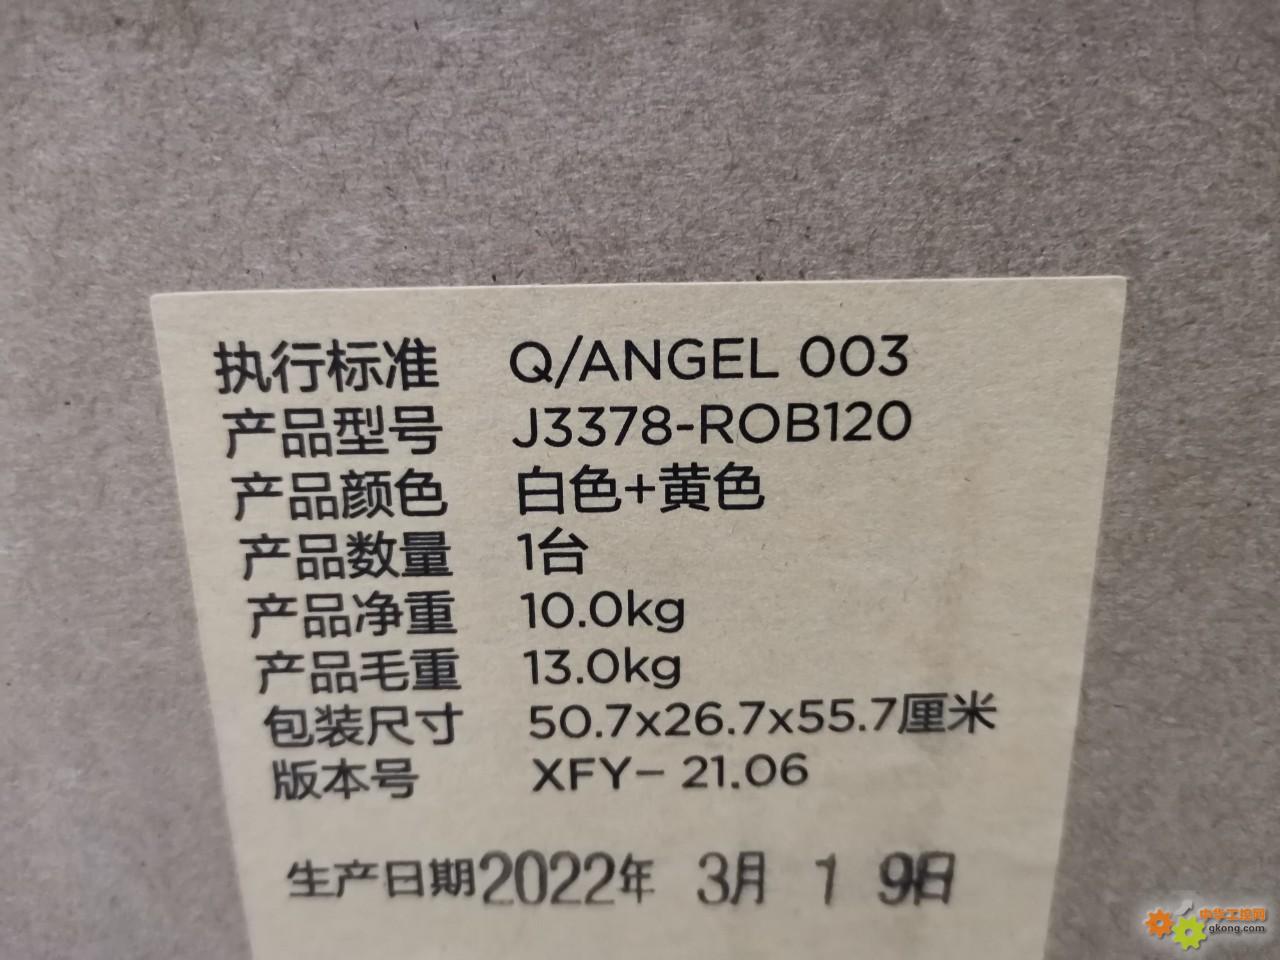 执行标准 Q/ANGEL 003
产品型号 J3378-ROB120
产品颜色 白色+黄色
产品数量 1台
产品净重 10.0kg
产品毛重 13.0kg
包装尺寸 50.7x26.7x55.7厘米
版本号 XFY- 21.06
生产日期2022年 3月 1 9日
中华工控网
gkong.com